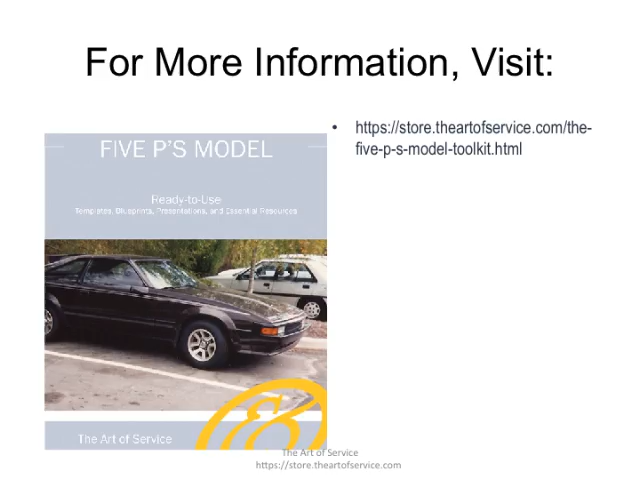 For More Information, Visit:
• https://store.theartofservice.com/the-
five-p-s-model-toolkit.html
FIVE P'S MODEL
Ready-to-Use
Templates, Blueprints, Presentations, and Essential Resources
The Art of Service
The Art of Service
https://store.theartofservice.com